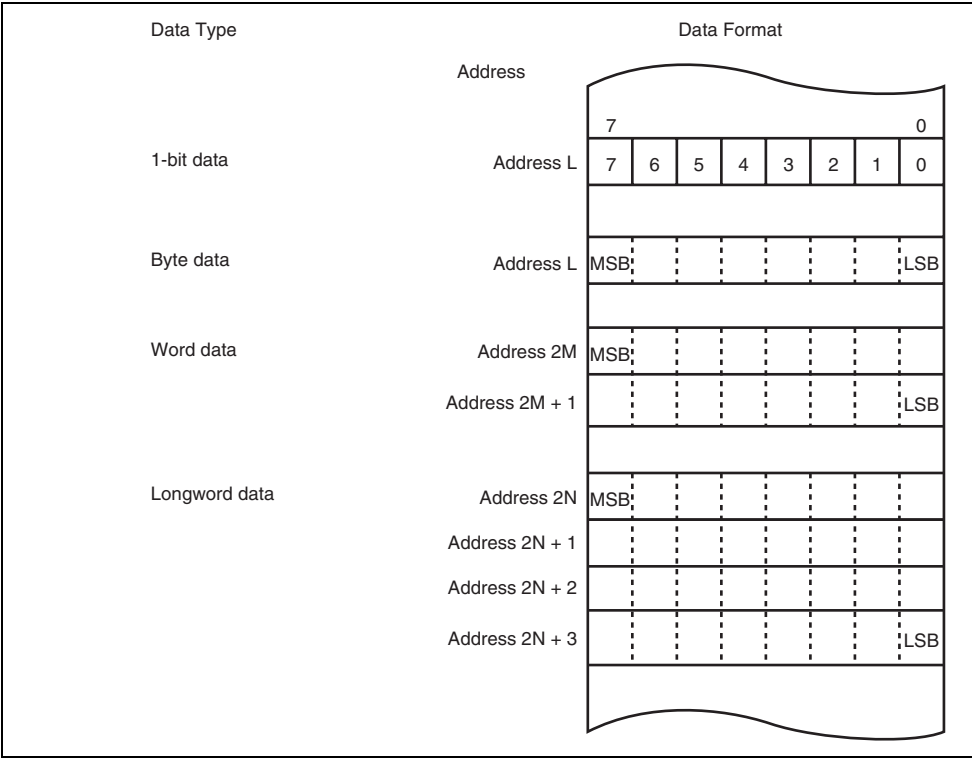 Data Type Data Format
Address
7 0
1-bit data Address L 7 6 5 4 3 2 1 0
Byte data Address L MSB LSB
Word data Address 2M MSB
Address 2M + 1 LSB
Longword data Address 2N MSB
Address 2N + 1
Address 2N + 2
Address 2N + 3 LSB